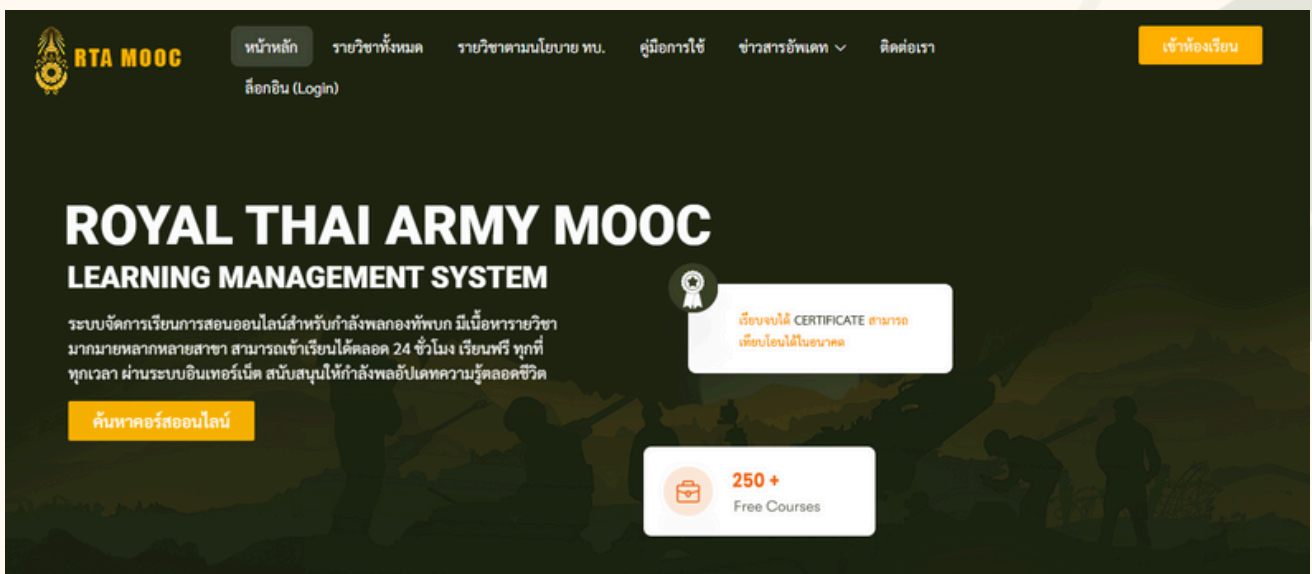 RTA MOOC
หน้าหลัก รายวิชาทั้งหมด รายวิชาตามนโยบาย ทบ. คู่มือการใช้ ข่าวสารอัพเดท ติดต่อเรา
เข้าห้องเรียน
ล็อกอิน (Login)
ROYAL THAI ARMY MOOC
LEARNING MANAGEMENT SYSTEM
ระบบจัดการเรียนการสอนออนไลน์สำหรับกำลังพลกองทัพบก มีเนื้อหารายวิชา
มากมายหลากหลายสาขา สามารถเข้าเรียนได้ตลอด 24 ชั่วโมง เรียนฟรี ทุกที่
ทุกเวลา ผ่านระบบอินเทอร์เน็ต สนับสนุนให้กำลังพลอัปเดทความรู้ตลอดชีวิต
ค้นหาคอร์สออนไลน์
เรียนจบได้ CERTIFICATE สามารถ
เทียบโอนได้ในอนาคต
250 +
Free Courses